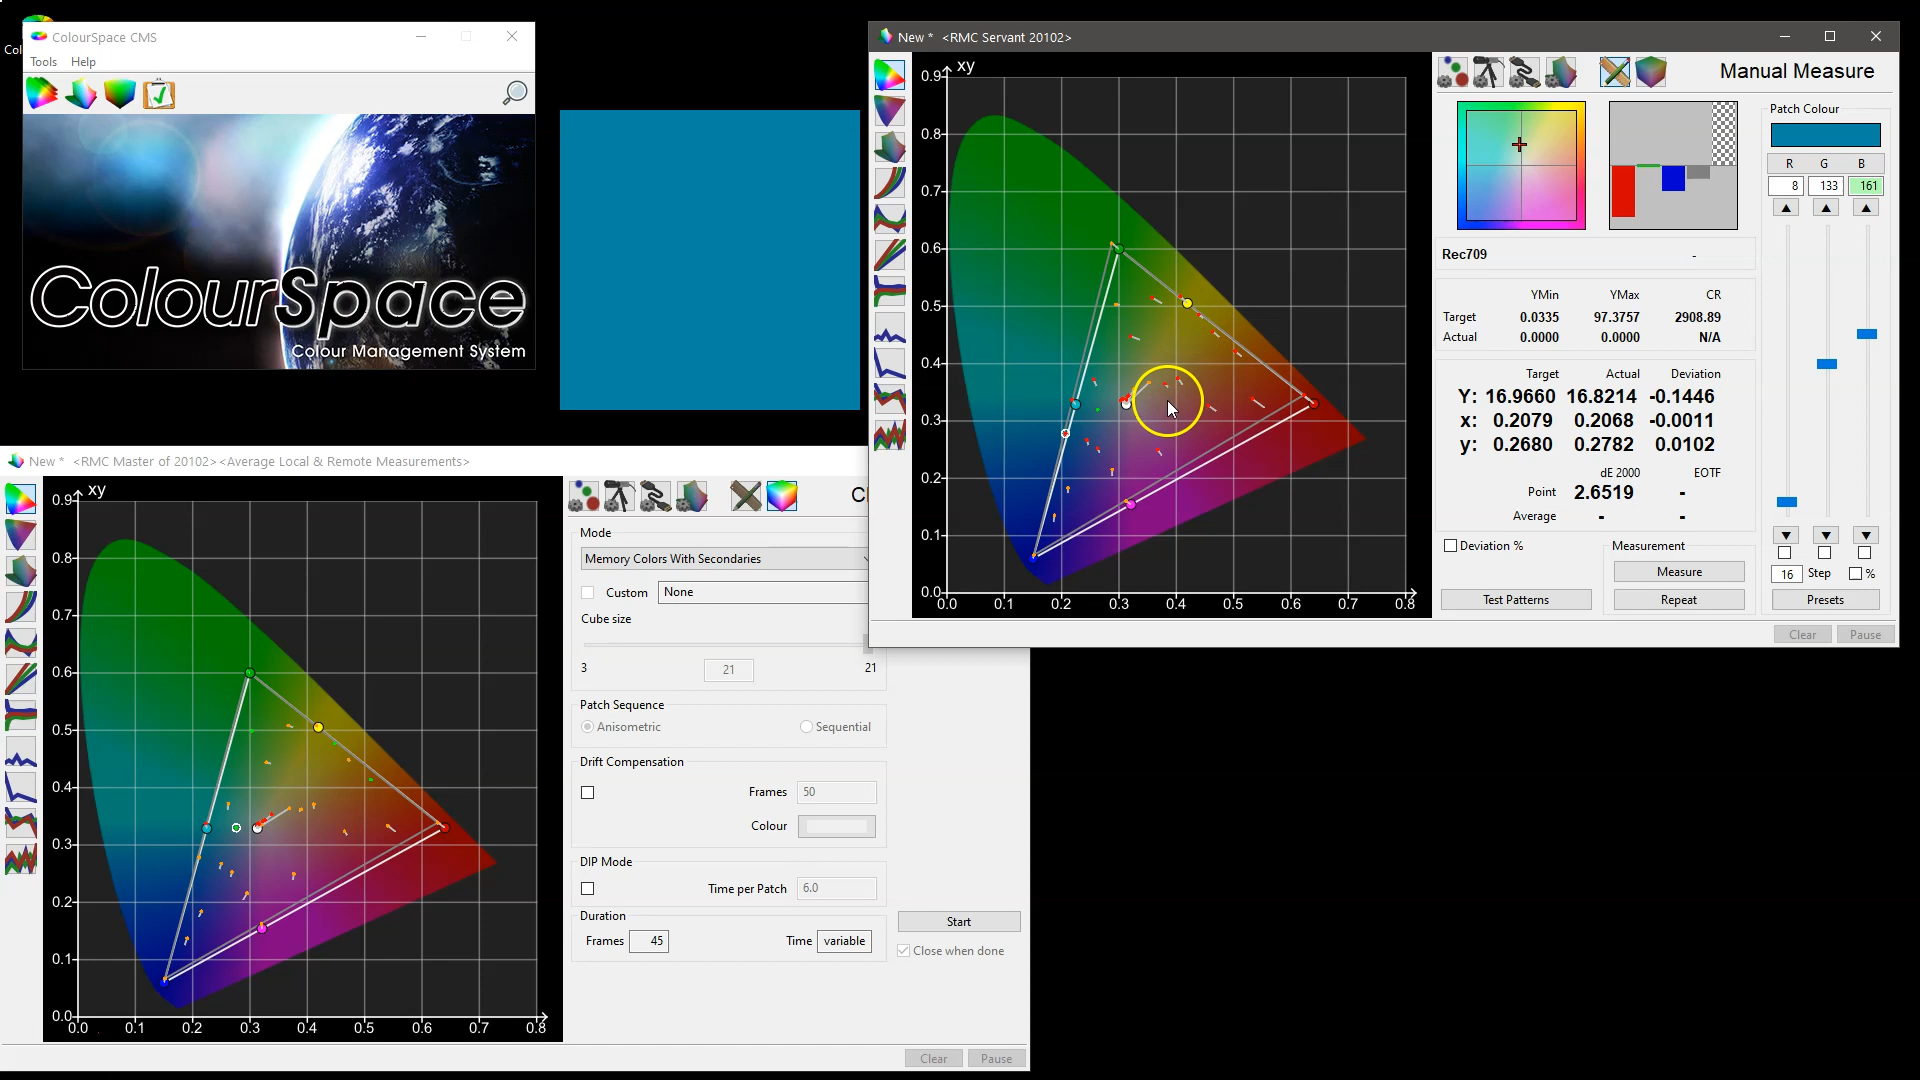 Col
ColourSpace CMS
Tools Help
ColourSpace
Colour Management System
New * <RMC Servant 20102>
xy
0.9
0.8
0.7
0.6
0.5
0.4
0.3
0.2
0.1
0.0
0.0 0.1 0.2 0.3 0.4 0.5 0.6 0.7 0.8
Manual Measure
Patch Colour
R G B
8 133 161
Rec709 -
YMin YMax CR
Target 0.0335 97.3757 2908.89
Actual 0.0000 0.0000 N/A
Target Actual Deviation
Y: 16.9660 16.8214 -0.1446
x: 0.2079 0.2068 -0.0011
y: 0.2680 0.2782 0.0102
dE 2000 EOTF
Point 2.6519 -
Average - -
Deviation %
Measurement
Measure
Test Patterns Repeat
16 Step %
Presets
Clear Pause
New * <RMC Master of 20102><Average Local & Remote Measurements>
xy
0.9
0.8
0.7
0.6
0.5
0.4
0.3
0.2
0.1
0.0
0.0 0.1 0.2 0.3 0.4 0.5 0.6 0.7 0.8
Mode
Memory Colors With Secondaries
Custom None
Cube size
3 21 21
Patch Sequence
Anisometric Sequential
Drift Compensation
Frames 50
Colour
DIP Mode
Time per Patch 6.0
Duration
Frames 45 Time variable
Start
Close when done
Clear Pause